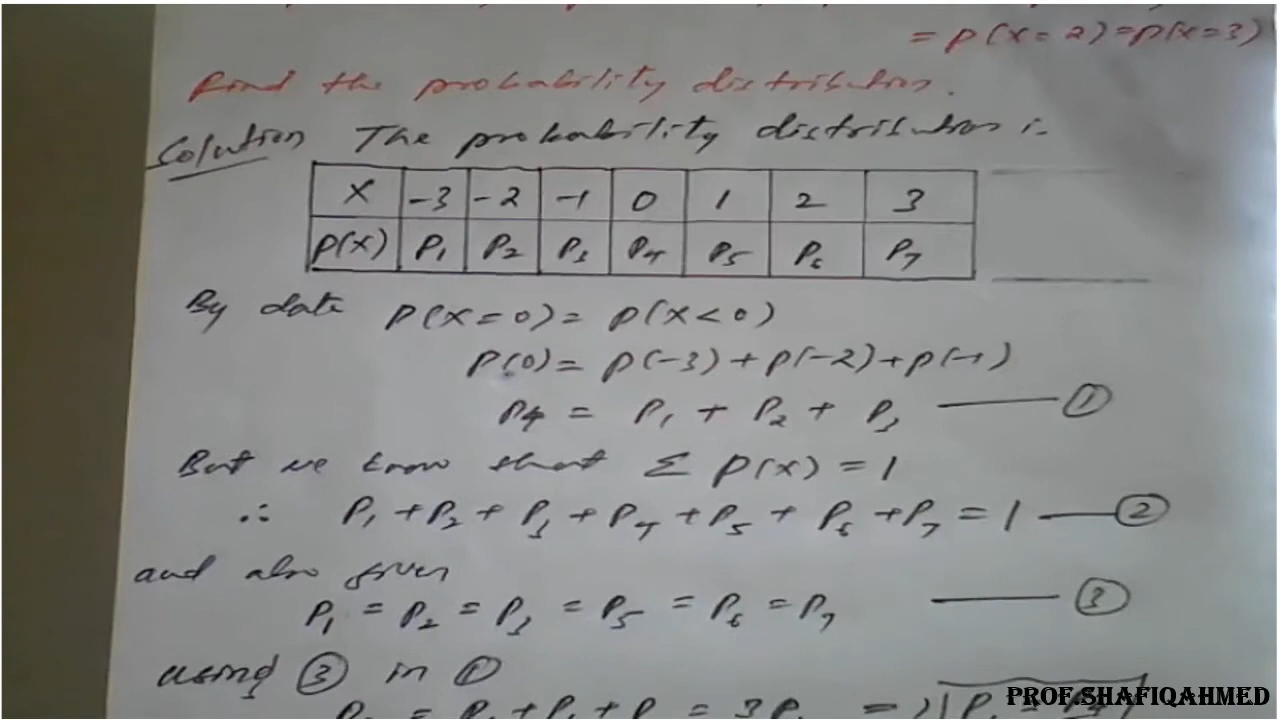 = P(X=2)=P(X=3)
Find the probability distribution.
Solution The probability distribution is
X -3 -2 -1 0 1 2 3
P(X) P₁ P₂ P₃ P₄ P₅ P₆ P₇
By date P(X=0) = P(X<0)
P(0) = P(-3) + P(-2) + P(-1)
P₄ = P₁ + P₂ + P₃ ①
But we know that Σ P(X) = 1
∴ P₁ + P₂ + P₃ + P₄ + P₅ + P₆ + P₇ = 1 ②
and also given
P₁ = P₂ = P₃ = P₅ = P₆ = P₇ ③
using ③ in ①
PROF.SHAFIQAHMED